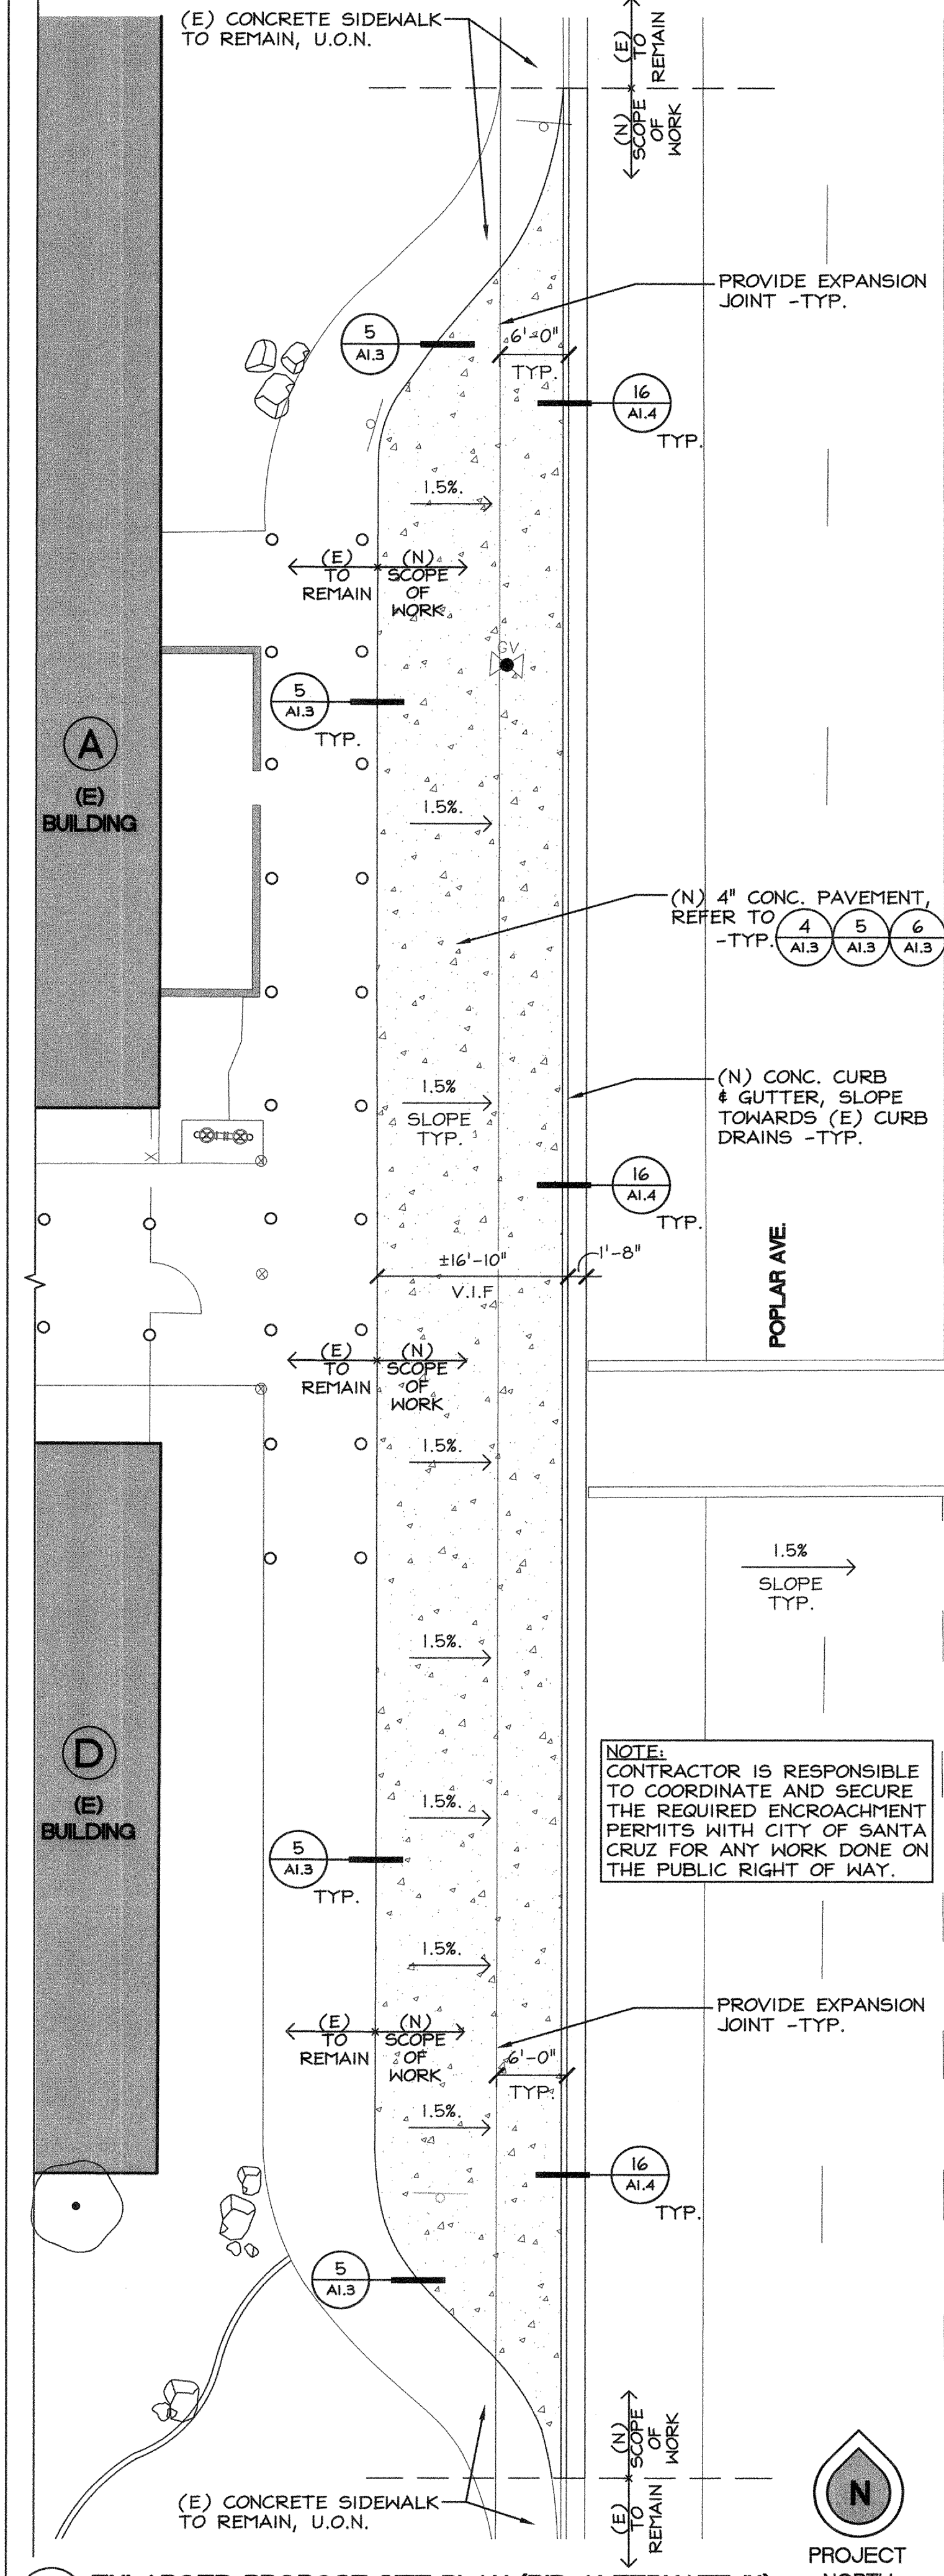 (E) CONCRETE SIDEWALK
TO REMAIN, U.O.N.
(E)
TO
REMAIN
(N)
SCOPE
OF
WORK
PROVIDE EXPANSION
JOINT -TYP.
5
A1.3
6'-0"
TYP.
16
A1.4
TYP.
1.5%.
(E)
TO
REMAIN
(N)
SCOPE
OF
WORK
GV
5
A1.3
TYP.
A
(E)
BUILDING
1.5%.
(N) 4" CONC. PAVEMENT,
REFER TO
-TYP.
4
A1.3
5
A1.3
6
A1.3
1.5%
SLOPE
TYP.
(N) CONC. CURB
& GUTTER, SLOPE
TOWARDS (E) CURB
DRAINS -TYP.
16
A1.4
TYP.
±16'-10"
V.I.F
1'-8"
POPLAR AVE.
(E)
TO
REMAIN
(N)
SCOPE
OF
WORK
1.5%.
1.5%
SLOPE
TYP.
1.5%.
D
(E)
BUILDING
NOTE:
CONTRACTOR IS RESPONSIBLE
TO COORDINATE AND SECURE
THE REQUIRED ENCROACHMENT
PERMITS WITH CITY OF SANTA
CRUZ FOR ANY WORK DONE ON
THE PUBLIC RIGHT OF WAY.
1.5%.
5
A1.3
TYP.
1.5%.
PROVIDE EXPANSION
JOINT -TYP.
(E)
TO
REMAIN
(N)
SCOPE
OF
WORK
6'-0"
TYP.
1.5%.
16
A1.4
TYP.
5
A1.3
(N)
SCOPE
OF
WORK
(E)
TO
REMAIN
(E) CONCRETE SIDEWALK
TO REMAIN, U.O.N.
N
PROJECT